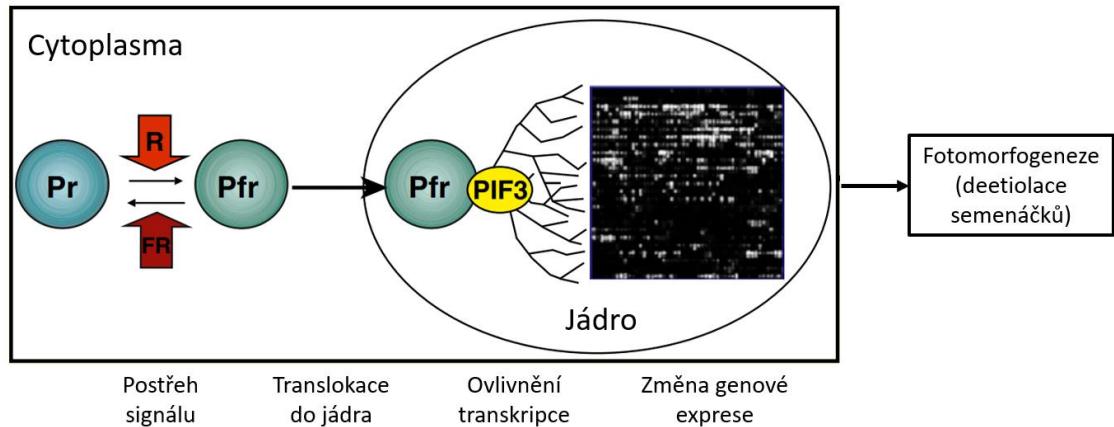 Cytoplasma
R
Pr
Pfr
FR
Pfr
PIF3
Jádro
Fotomorfogeneze
(deetiolace
semenáčků)
Postřeh
signálu
Translokace
do jádra
Ovlivnění
transkripce
Změna genové
exprese